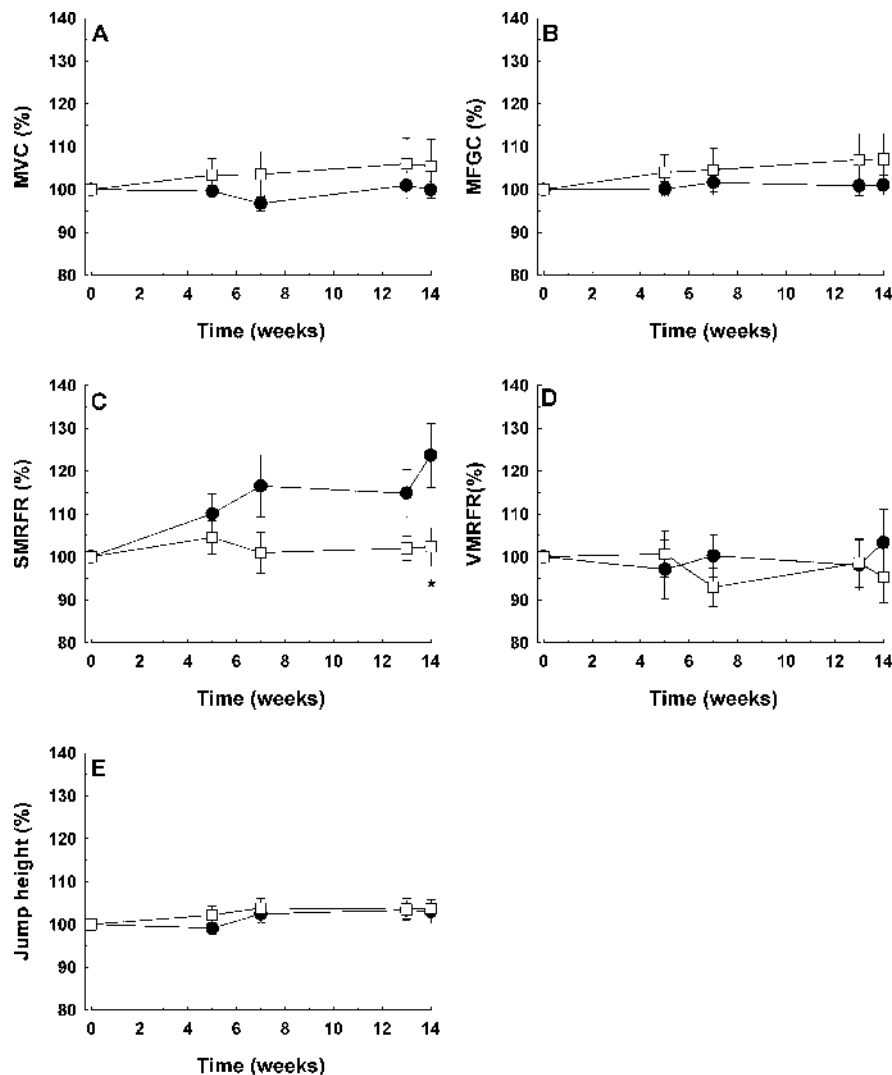 A
MVC (%)
140
130
120
110
100
90
80
0 2 4 6 8 10 12 14
Time (weeks)
B
MFGC (%)
140
130
120
110
100
90
80
0 2 4 6 8 10 12 14
Time (weeks)
C
SMRFR (%)
140
130
120
110
100
90
80
*
0 2 4 6 8 10 12 14
Time (weeks)
D
VMRFR(%)
140
130
120
110
100
90
80
0 2 4 6 8 10 12 14
Time (weeks)
E
Jump height (%)
140
130
120
110
100
90
80
0 2 4 6 8 10 12 14
Time (weeks)